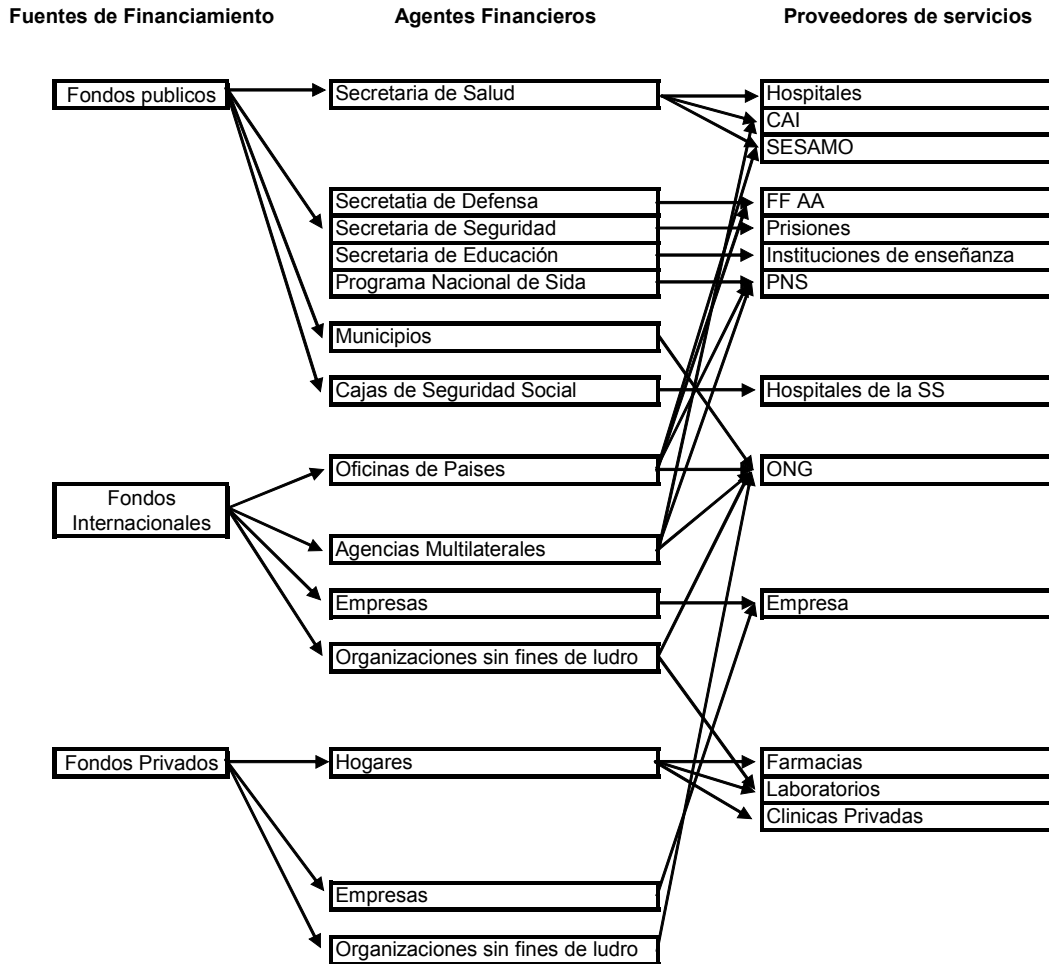 Fuentes de Financiamiento
Agentes Financieros
Proveedores de servicios
Fondos publicos
Secretaria de Salud
Hospitales
CAI
SESAMO
Secretatia de Defensa
FF AA
Secretaria de Seguridad
Prisiones
Secretaria de Educación
Instituciones de enseñanza
Programa Nacional de Sida
PNS
Municipios
Cajas de Seguridad Social
Hospitales de la SS
Oficinas de Paises
ONG
Fondos
Internacionales
Agencias Multilaterales
Empresas
Empresa
Organizaciones sin fines de ludro
Fondos Privados
Hogares
Farmacias
Laboratorios
Clinicas Privadas
Empresas
Organizaciones sin fines de ludro